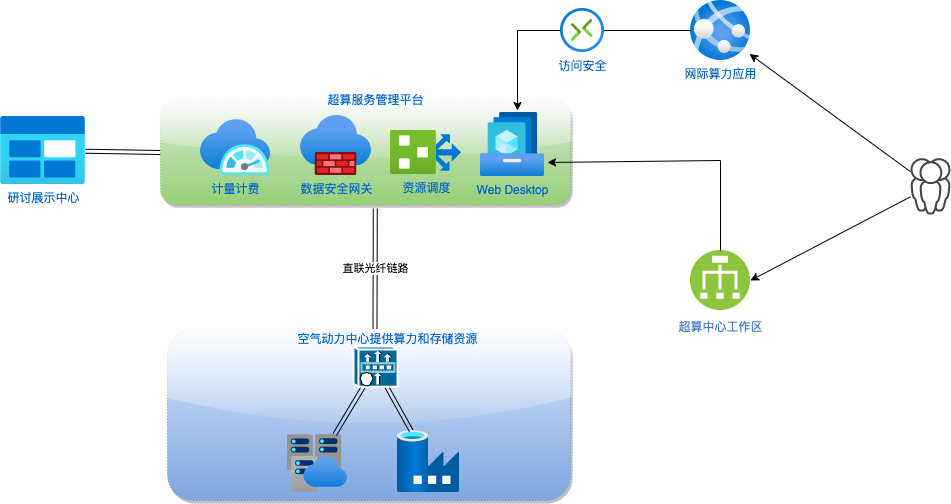 访问安全
网际算力应用
超算服务管理平台
计量计费
数据安全网关
资源调度
Web Desktop
研讨展示中心
直联光纤链路
超算中心工作区
空气动力中心提供算力和存储资源